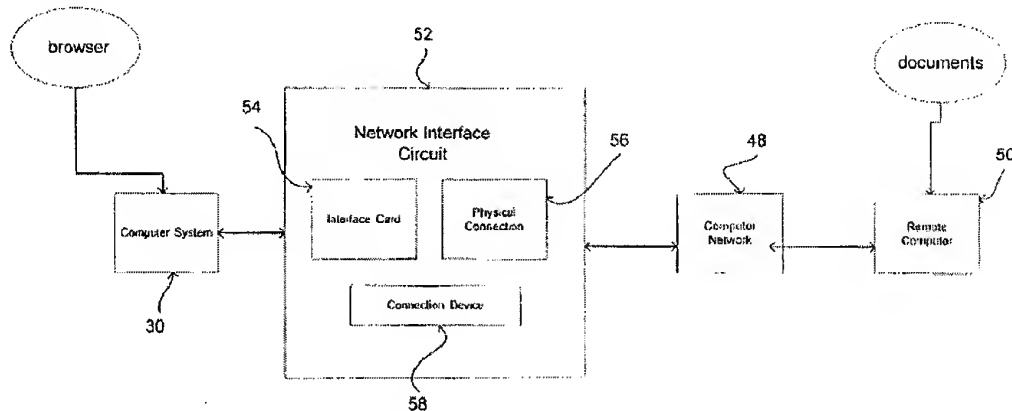 browser
52
documents
54
Network Interface
Circuit
56
48
50
Interface Card
Physical
Connection
Computer System
Computer
Network
Remote
Computer
Connection Device
30
58